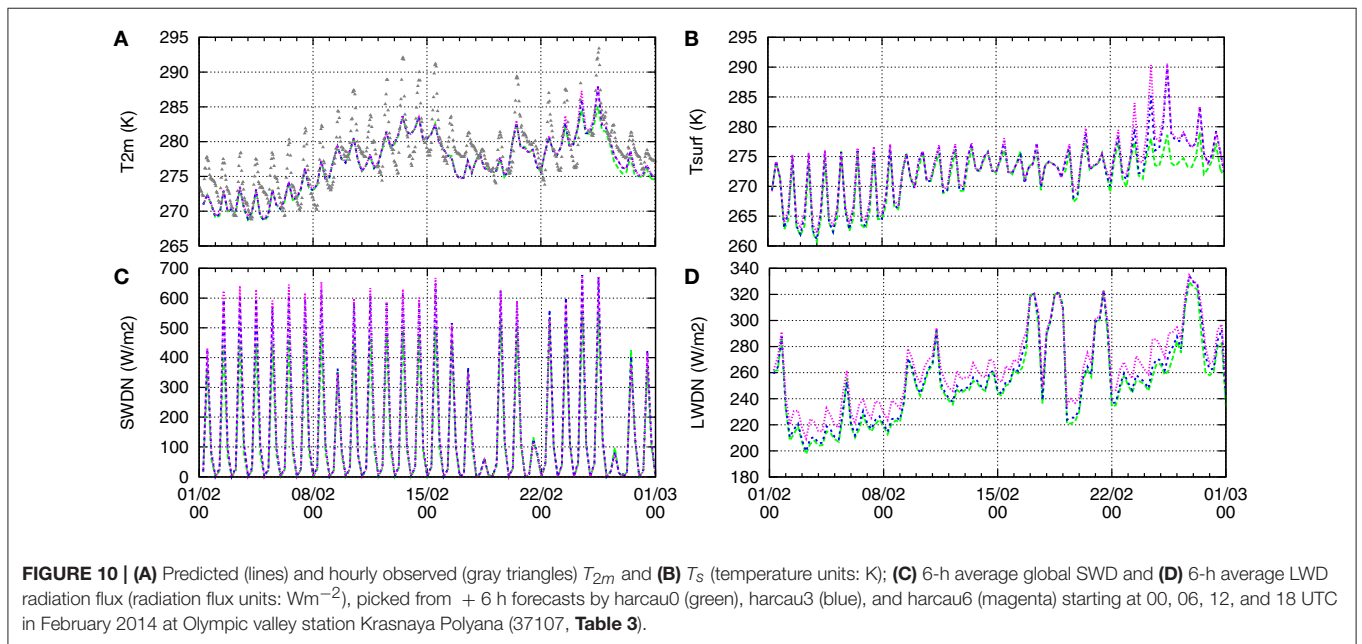 A
295
290
285
280
275
270
265
T2m (K)
B
295
290
285
280
275
270
265
260
Tsurf (K)
C
700
600
500
400
300
200
100
0
SWDN (W/m2)
01/02 08/02 15/02 22/02 01/03
00 00 00 00 00
D
340
320
300
280
260
240
220
200
180
LWDN (W/m2)
01/02 08/02 15/02 22/02 01/03
00 00 00 00 00
FIGURE 10 | (A) Predicted (lines) and hourly observed (gray triangles) T2m and (B) Ts (temperature units: K); (C) 6-h average global SWD and (D) 6-h average LWD
radiation flux (radiation flux units: Wm−2), picked from + 6 h forecasts by harcau0 (green), harcau3 (blue), and harcau6 (magenta) starting at 00, 06, 12, and 18 UTC
in February 2014 at Olympic valley station Krasnaya Polyana (37107, Table 3).